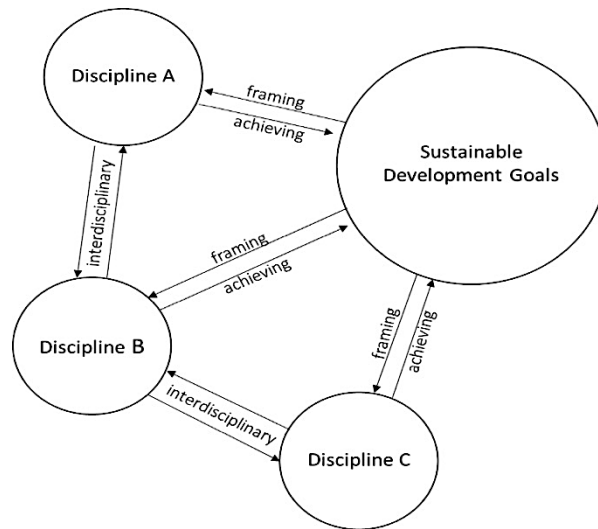 Discipline A
framing
achieving
Sustainable
Development Goals
interdisciplinary
framing
achieving
Discipline B
framing
achieving
interdisciplinary
Discipline C